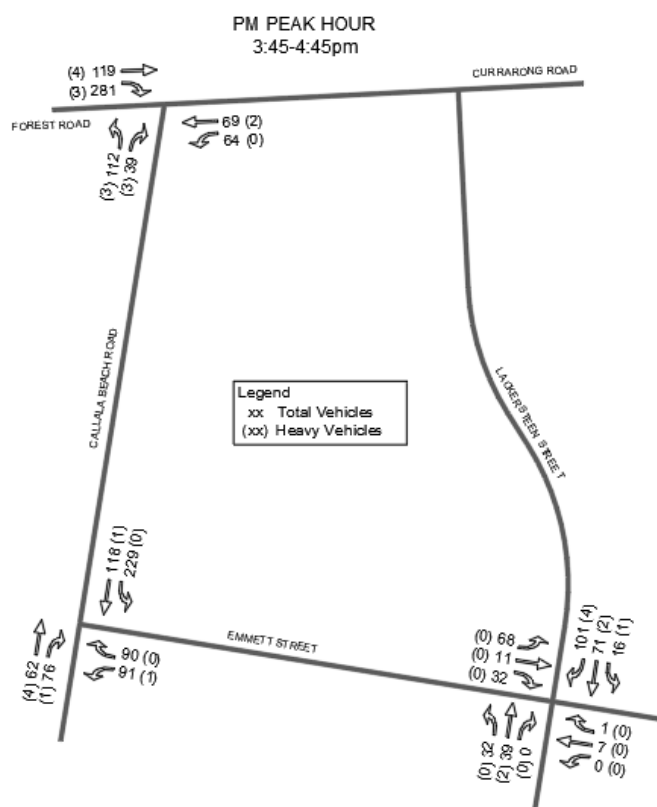 PM PEAK HOUR
3:45-4:45pm
(4) 119
(3) 281
CURRARONG ROAD
FOREST ROAD
69 (2)
64 (0)
(3) 112
(3) 39
CALLALA BEACH ROAD
Legend
xx Total Vehicles
(xx) Heavy Vehicles
LACKERSTEEN STREET
118 (1)
229 (0)
EMMETT STREET
(4) 62
(1) 76
90 (0)
91 (1)
(0) 68
(0) 11
(0) 32
101 (4)
71 (2)
16 (1)
(0) 32
(2) 39
(0) 0
1 (0)
7 (0)
0 (0)